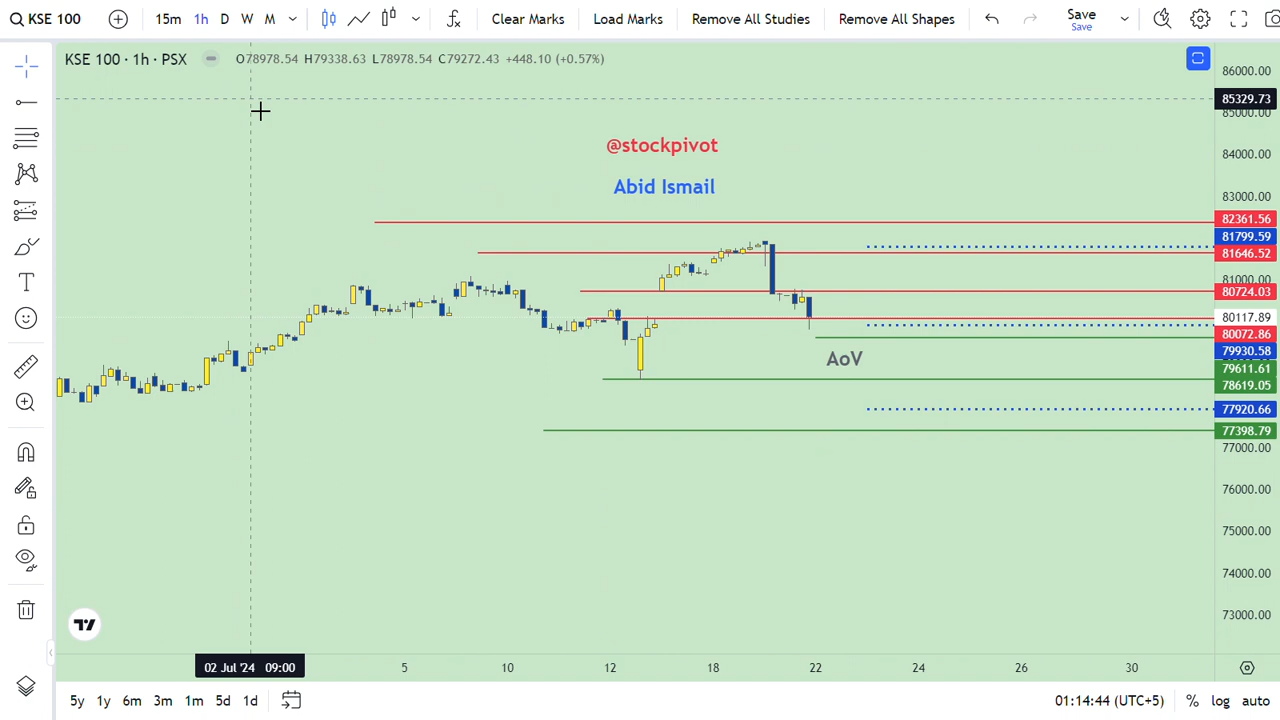 KSE 100 15m 1h D W M Clear Marks Load Marks Remove All Studies Remove All Shapes Save
Save
KSE 100 · 1h · PSX O78978.54 H79338.63 L78978.54 C79272.43 +448.10 (+0.57%)
86000.00
85329.73
85000.00
@stockpivot
84000.00
Abid Ismail
83000.00
82361.56
81799.59
81646.52
81000.00
80724.03
80117.89
80072.86
79930.58
AoV
79611.61
78619.05
77920.66
77398.79
77000.00
76000.00
75000.00
74000.00
73000.00
02 Jul '24 09:00 5 10 12 18 22 24 26 30
5y 1y 6m 3m 1m 5d 1d 01:14:44 (UTC+5) % log auto